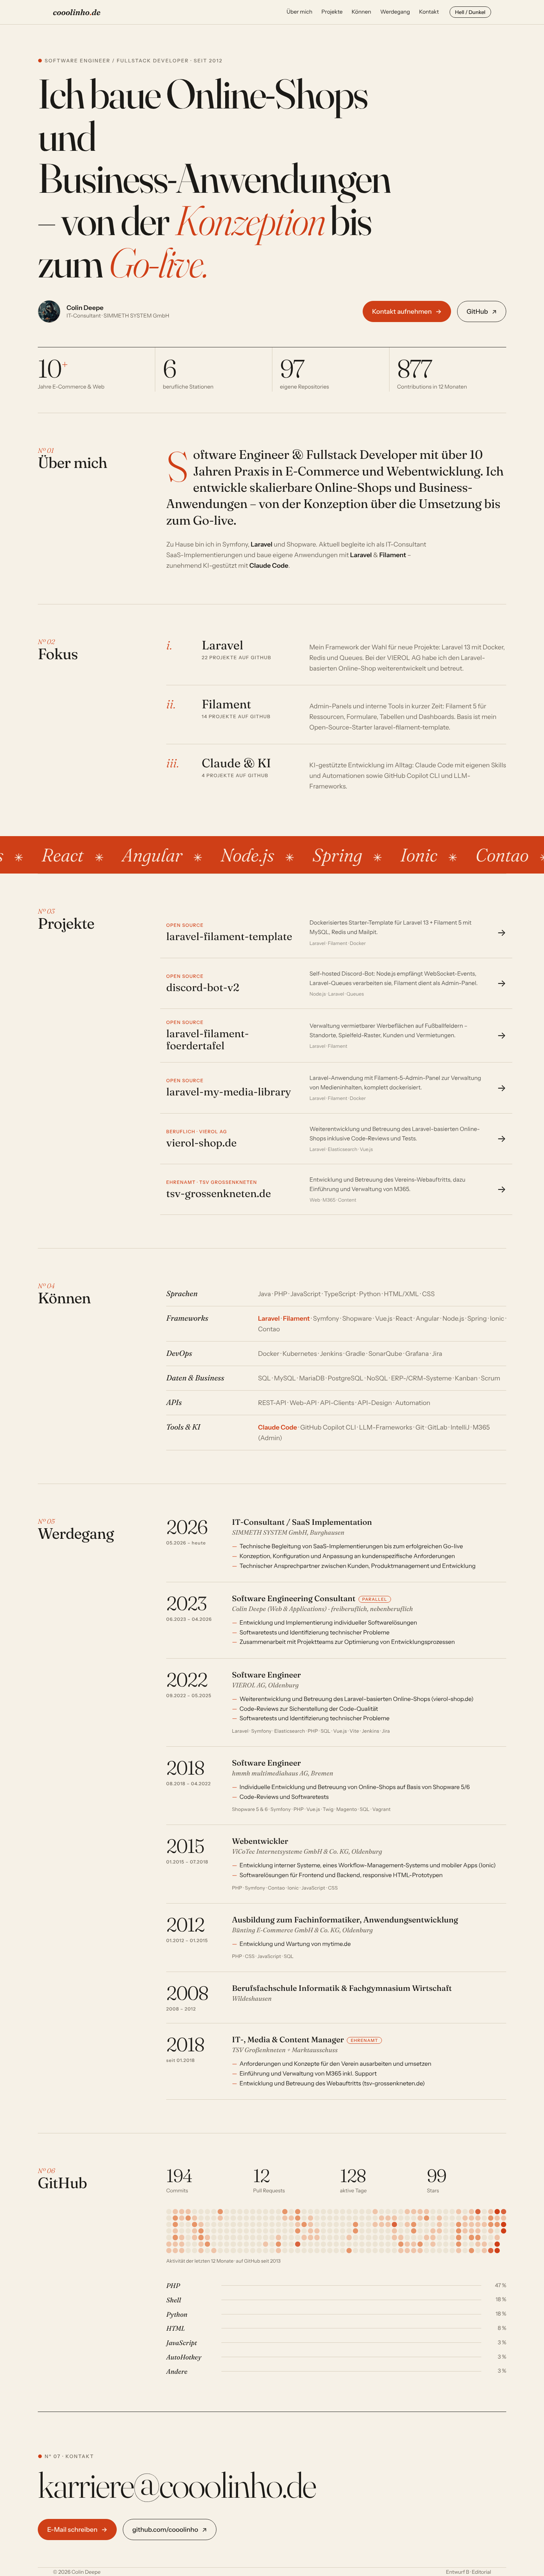 cooolinho.de
Über mich Projekte Können Werdegang Kontakt Hell / Dunkel
SOFTWARE ENGINEER / FULLSTACK DEVELOPER · SEIT 2012
Ich baue Online-Shops
und
Business-Anwendungen
– von der Konzeption bis
zum Go-live.
Colin Deepe
IT-Consultant · SIMMETH SYSTEM GmbH
Kontakt aufnehmen → GitHub ↗
10+ 6 97 877
Jahre E-Commerce & Web berufliche Stationen eigene Repositories Contributions in 12 Monaten
Nº 01
Über mich
Software Engineer & Fullstack Developer mit über 10
Jahren Praxis in E-Commerce und Webentwicklung. Ich
entwickle skalierbare Online-Shops und Business-
Anwendungen – von der Konzeption über die Umsetzung bis
zum Go-live.
Zu Hause bin ich in Symfony, Laravel und Shopware. Aktuell begleite ich als IT-Consultant
SaaS-Implementierungen und baue eigene Anwendungen mit Laravel & Filament –
zunehmend KI-gestützt mit Claude Code.
Nº 02
Fokus
i. Laravel
22 PROJEKTE AUF GITHUB
Mein Framework der Wahl für neue Projekte: Laravel 13 mit Docker,
Redis und Queues. Bei der VIEROL AG habe ich den Laravel-
basierten Online-Shop weiterentwickelt und betreut.
ii. Filament
14 PROJEKTE AUF GITHUB
Admin-Panels und interne Tools in kurzer Zeit: Filament 5 für
Ressourcen, Formulare, Tabellen und Dashboards. Basis ist mein
Open-Source-Starter laravel-filament-template.
iii. Claude & KI
4 PROJEKTE AUF GITHUB
KI-gestützte Entwicklung im Alltag: Claude Code mit eigenen Skills
und Automationen sowie GitHub Copilot CLI und LLM-
Frameworks.
s ✳ React ✳ Angular ✳ Node.js ✳ Spring ✳ Ionic ✳ Contao ✳
Nº 03
Projekte
OPEN SOURCE
laravel-filament-template
Dockerisiertes Starter-Template für Laravel 13 + Filament 5 mit
MySQL, Redis und Mailpit.
Laravel · Filament · Docker
→
OPEN SOURCE
discord-bot-v2
Self-hosted Discord-Bot: Node.js empfängt WebSocket-Events,
Laravel-Queues verarbeiten sie, Filament dient als Admin-Panel.
Node.js · Laravel · Queues
→
OPEN SOURCE
laravel-filament-
foerdertafel
Verwaltung vermietbarer Werbeflächen auf Fußballfeldern –
Standorte, Spielfeld-Raster, Kunden und Vermietungen.
Laravel · Filament
→
OPEN SOURCE
laravel-my-media-library
Laravel-Anwendung mit Filament-5-Admin-Panel zur Verwaltung
von Medieninhalten, komplett dockerisiert.
Laravel · Filament · Docker
→
BERUFLICH · VIEROL AG
vierol-shop.de
Weiterentwicklung und Betreuung des Laravel-basierten Online-
Shops inklusive Code-Reviews und Tests.
Laravel · Elasticsearch · Vue.js
→
EHRENAMT · TSV GROSSENKNETEN
tsv-grossenkneten.de
Entwicklung und Betreuung des Vereins-Webauftritts, dazu
Einführung und Verwaltung von M365.
Web · M365 · Content
→
Nº 04
Können
Sprachen Java · PHP · JavaScript · TypeScript · Python · HTML/XML · CSS
Frameworks Laravel · Filament · Symfony · Shopware · Vue.js · React · Angular · Node.js · Spring · Ionic ·
Contao
DevOps Docker · Kubernetes · Jenkins · Gradle · SonarQube · Grafana · Jira
Daten & Business SQL · MySQL · MariaDB · PostgreSQL · NoSQL · ERP-/CRM-Systeme · Kanban · Scrum
APIs REST-API · Web-API · API-Clients · API-Design · Automation
Tools & KI Claude Code · GitHub Copilot CLI · LLM-Frameworks · Git · GitLab · IntelliJ · M365
(Admin)
Nº 05
Werdegang
2026
05.2026 – heute
IT-Consultant / SaaS Implementation
SIMMETH SYSTEM GmbH, Burghausen
— Technische Begleitung von SaaS-Implementierungen bis zum erfolgreichen Go-live
— Konzeption, Konfiguration und Anpassung an kundenspezifische Anforderungen
— Technischer Ansprechpartner zwischen Kunden, Produktmanagement und Entwicklung
2023
06.2023 – 04.2026
Software Engineering Consultant PARALLEL
Colin Deepe (Web & Applications) · freiberuflich, nebenberuflich
— Entwicklung und Implementierung individueller Softwarelösungen
— Softwaretests und Identifizierung technischer Probleme
— Zusammenarbeit mit Projektteams zur Optimierung von Entwicklungsprozessen
2022
09.2022 – 05.2025
Software Engineer
VIEROL AG, Oldenburg
— Weiterentwicklung und Betreuung des Laravel-basierten Online-Shops (vierol-shop.de)
— Code-Reviews zur Sicherstellung der Code-Qualität
— Softwaretests und Identifizierung technischer Probleme
Laravel · Symfony · Elasticsearch · PHP · SQL · Vue.js · Vite · Jenkins · Jira
2018
08.2018 – 04.2022
Software Engineer
hmmh multimediahaus AG, Bremen
— Individuelle Entwicklung und Betreuung von Online-Shops auf Basis von Shopware 5/6
— Code-Reviews und Softwaretests
Shopware 5 & 6 · Symfony · PHP · Vue.js · Twig · Magento · SQL · Vagrant
2015
01.2015 – 07.2018
Webentwickler
ViCoTec Internetsysteme GmbH & Co. KG, Oldenburg
— Entwicklung interner Systeme, eines Workflow-Management-Systems und mobiler Apps (Ionic)
— Softwarelösungen für Frontend und Backend, responsive HTML-Prototypen
PHP · Symfony · Contao · Ionic · JavaScript · CSS
2012
01.2012 – 01.2015
Ausbildung zum Fachinformatiker, Anwendungsentwicklung
Bünting E-Commerce GmbH & Co. KG, Oldenburg
— Entwicklung und Wartung von mytime.de
PHP · CSS · JavaScript · SQL
2008
2008 – 2012
Berufsfachschule Informatik & Fachgymnasium Wirtschaft
Wildeshausen
2018
seit 01.2018
IT-, Media & Content Manager EHRENAMT
TSV Großenkneten · Marktausschuss
— Anforderungen und Konzepte für den Verein ausarbeiten und umsetzen
— Einführung und Verwaltung von M365 inkl. Support
— Entwicklung und Betreuung des Webauftritts (tsv-grossenkneten.de)
Nº 06
GitHub
194 12 128 99
Commits Pull Requests aktive Tage Stars
Aktivität der letzten 12 Monate · auf GitHub seit 2013
PHP 47 %
Shell 18 %
Python 18 %
HTML 8 %
JavaScript 3 %
AutoHotkey 3 %
Andere 3 %
Nº 07 · KONTAKT
karriere@cooolinho.de
E-Mail schreiben → github.com/cooolinho ↗
© 2026 Colin Deepe Entwurf B · Editorial